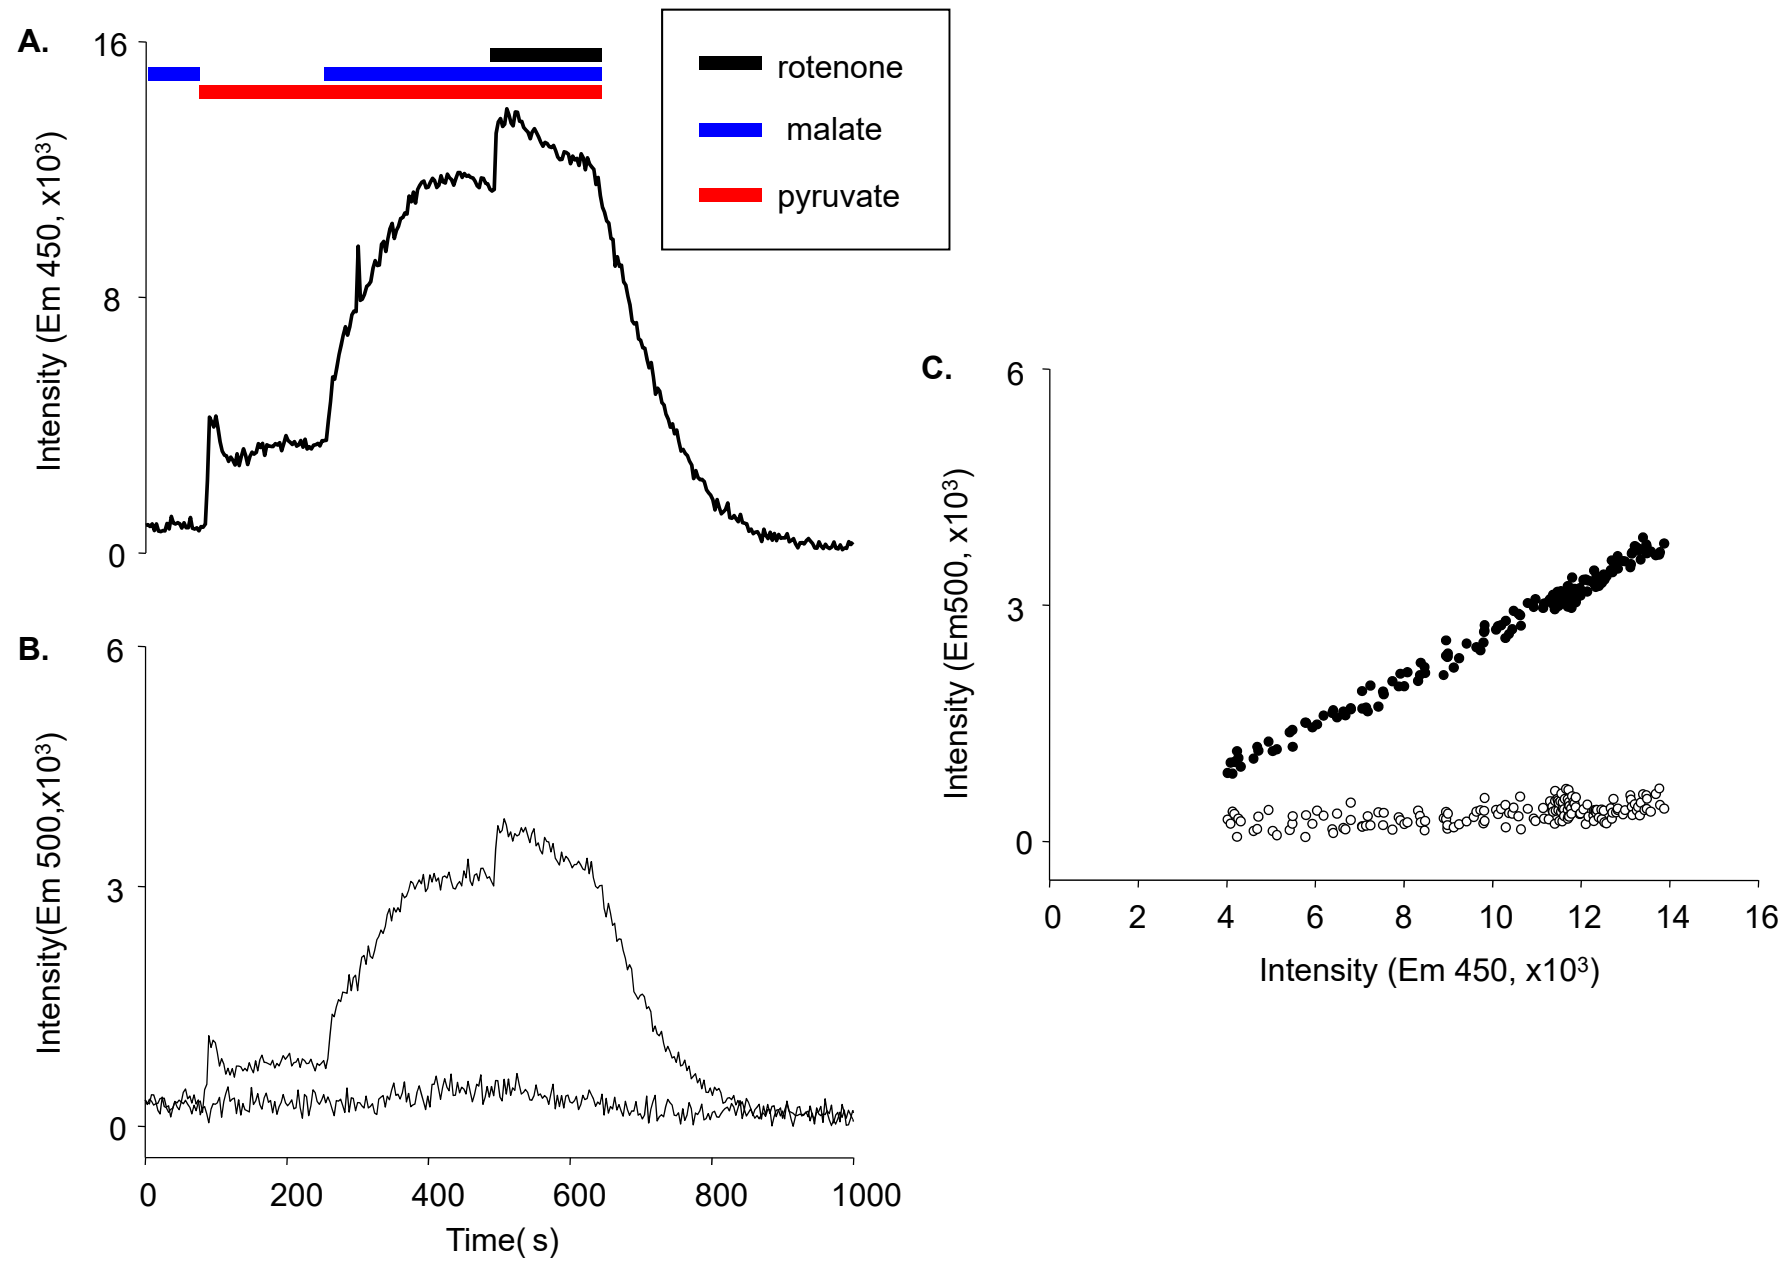 A.
16
8
0
Intensity (Em 450, x10³)
rotenone
malate
pyruvate
B.
6
3
0
Intensity(Em 500,x10³)
0 200 400 600 800 1000
Time( s)
C.
6
3
0
Intensity (Em500, x10³)
0 2 4 6 8 10 12 14 16
Intensity (Em 450, x10³)